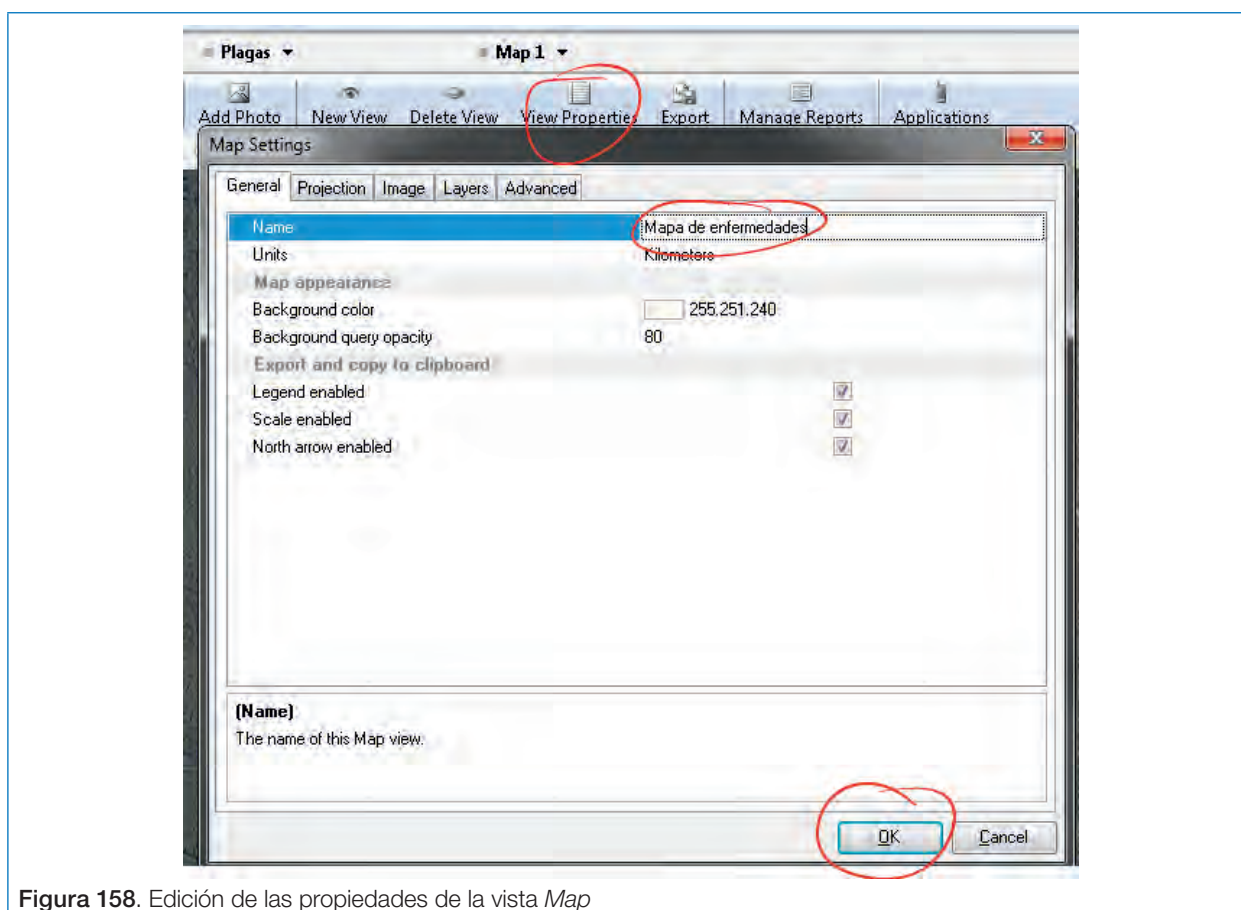 Plagas Map 1
Add Photo New View Delete View View Properties Export Manage Reports Applications
Map Settings
General Projection Image Layers Advanced
Name Mapa de enfermedades
Units Kilometers
Map appearance
Background color 255.251.240
Background query opacity 80
Export and copy to clipboard
Legend enabled
Scale enabled
North arrow enabled
(Name)
The name of this Map view.
OK Cancel
Figura 158. Edición de las propiedades de la vista Map